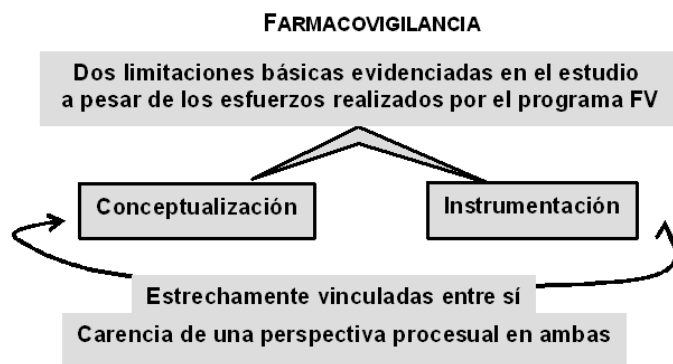 FARMACOVIGILANCIA
Dos limitaciones básicas evidenciadas en el estudio
a pesar de los esfuerzos realizados por el programa FV
Conceptualización
Instrumentación
Estrechamente vinculadas entre sí
Carencia de una perspectiva procesual en ambas